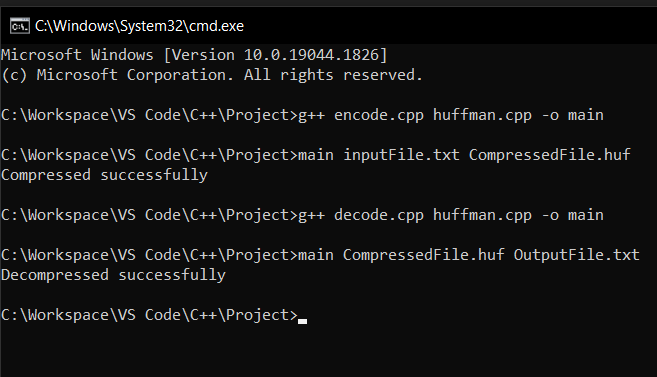 C:\Windows\System32\cmd.exe
Microsoft Windows [Version 10.0.19044.1826]
(c) Microsoft Corporation. All rights reserved.
C:\Workspace\VS Code\C++\Project>g++ encode.cpp huffman.cpp -o main
C:\Workspace\VS Code\C++\Project>main inputFile.txt CompressedFile.huf
Compressed successfully
C:\Workspace\VS Code\C++\Project>g++ decode.cpp huffman.cpp -o main
C:\Workspace\VS Code\C++\Project>main CompressedFile.huf OutputFile.txt
Decompressed successfully
C:\Workspace\VS Code\C++\Project>